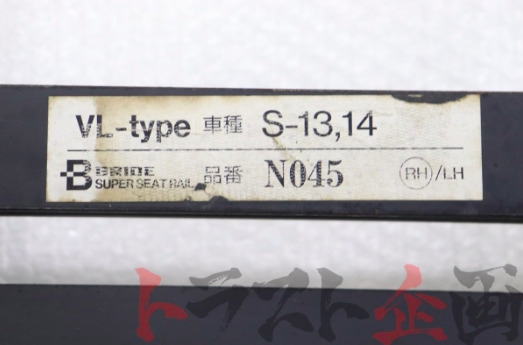 VL-type 車種 S-13,14
BRIDE SUPER SEAT RAIL 品番 N045 RH/LH
トラスト企画